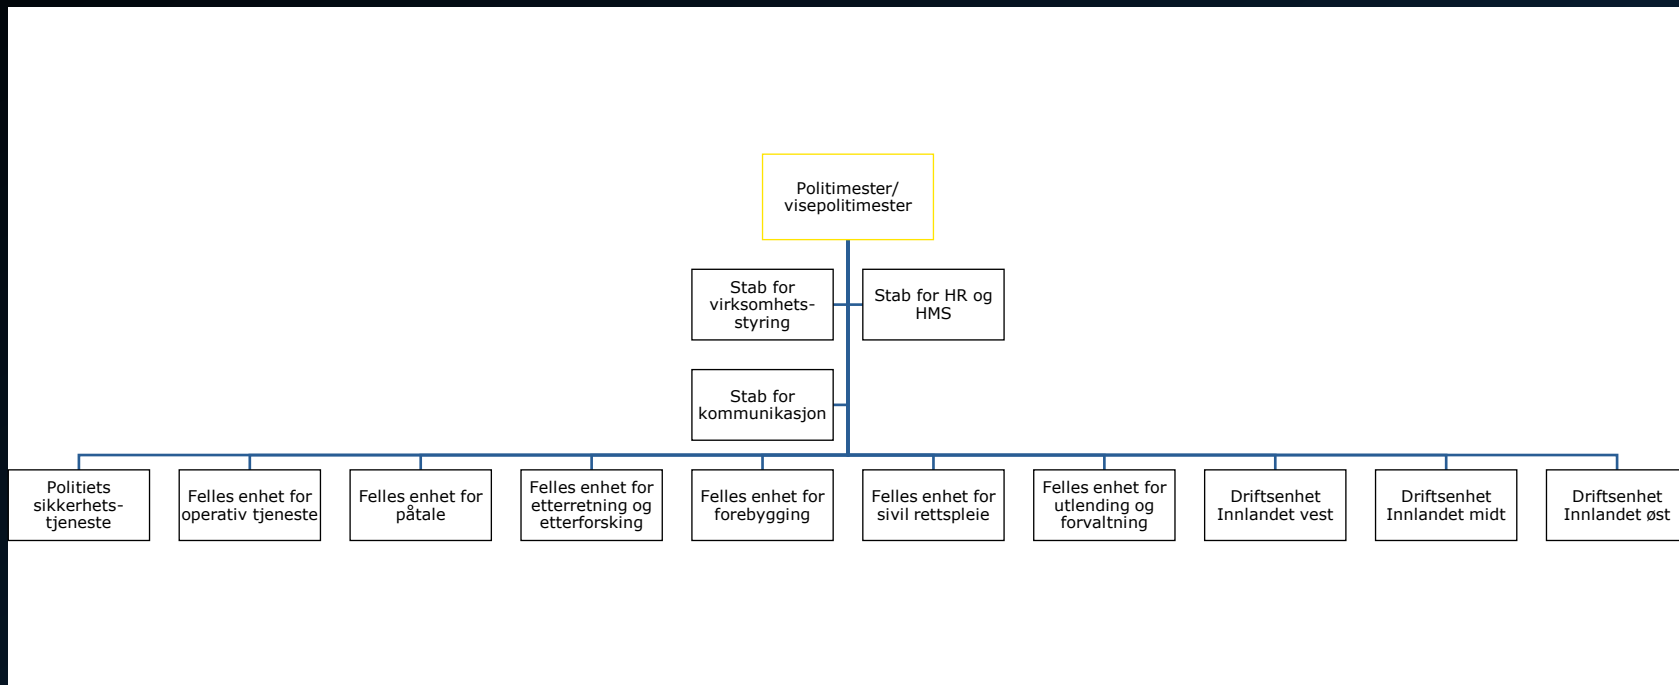 Politimester/
visepolitimester
Stab for
virksomhets-
styring
Stab for HR og
HMS
Stab for
kommunikasjon
Politiets
sikkerhets-
tjeneste
Felles enhet for
operativ tjeneste
Felles enhet for
påtale
Felles enhet for
etterretning og
etterforsking
Felles enhet for
forebygging
Felles enhet for
sivil rettspleie
Felles enhet for
utlending og
forvaltning
Driftsenhet
Innlandet vest
Driftsenhet
Innlandet midt
Driftsenhet
Innlandet øst